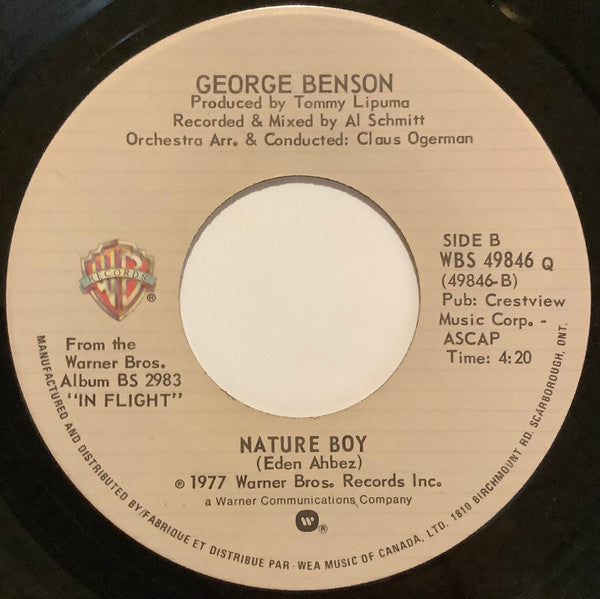 GEORGE BENSON
Produced by Tommy Lipuma
Recorded & Mixed by Al Schmitt
Orchestra Arr. & Conducted: Claus Ogerman
RECORDS
®
SIDE B
WBS 49846 Q
(49846-B)
Pub: Crestview
Music Corp. -
ASCAP
Time: 4:20
From the
Warner Bros.
Album BS 2983
"IN FLIGHT"
NATURE BOY
(Eden Ahbez)
℗ 1977 Warner Bros. Records Inc.
a Warner Communications Company
®
MANUFACTURED AND DISTRIBUTED BY/FABRIQUE ET DISTRIBUE PAR-WEA MUSIC OF CANADA, LTD. 1810 BIRCHMOUNT RD. SCARBOROUGH, ONT.